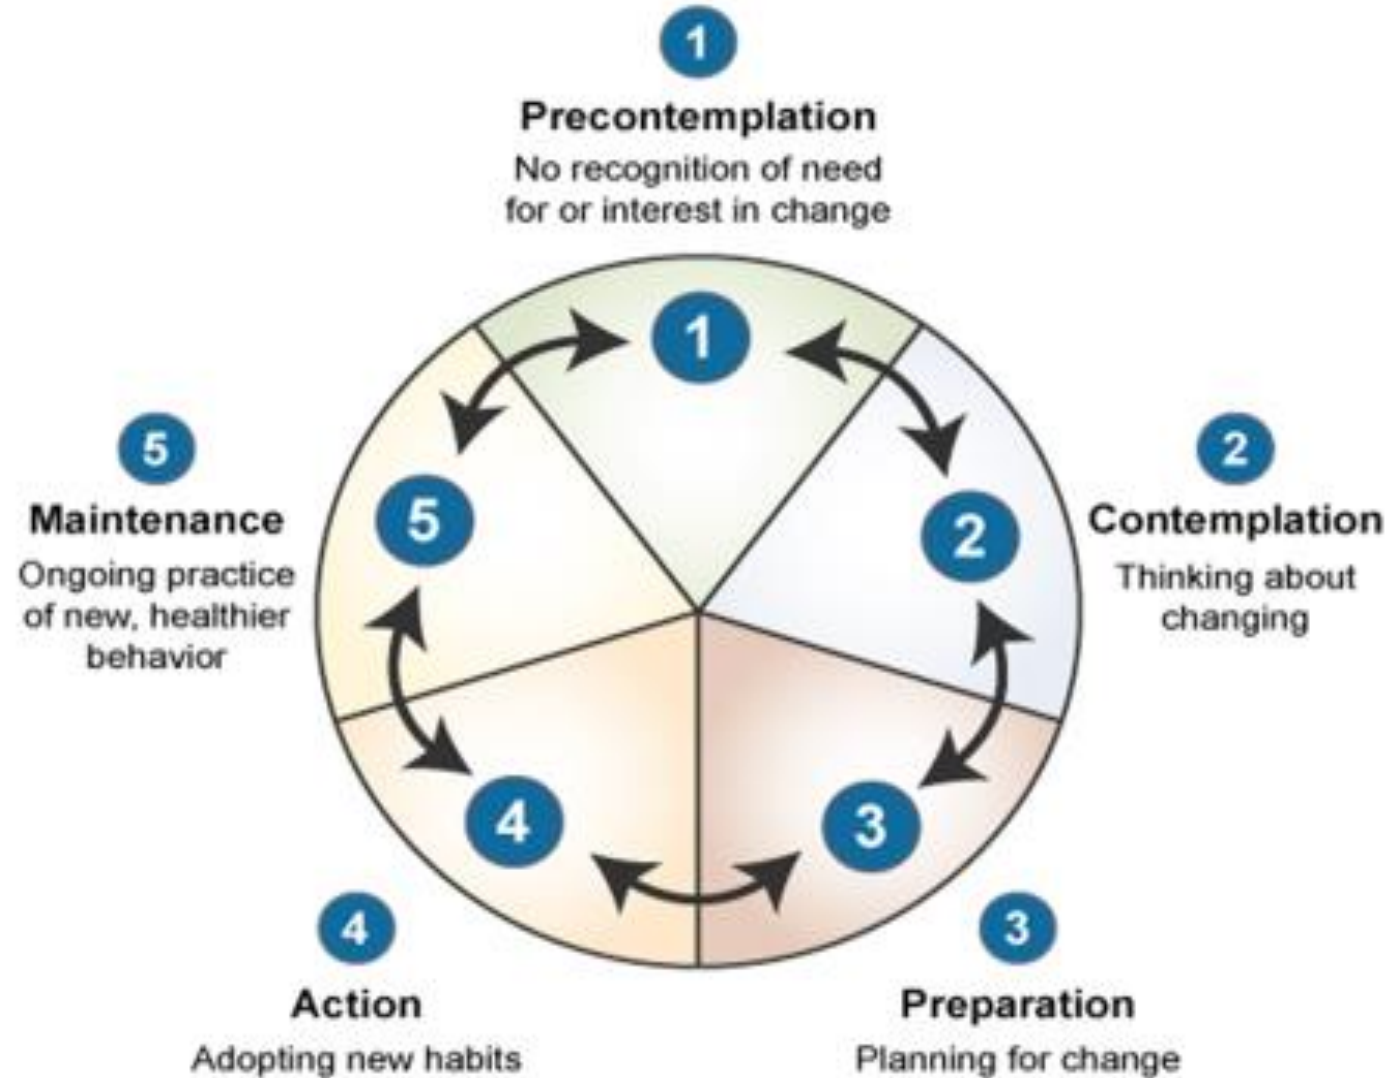 1
Precontemplation
No recognition of need
for or interest in change
1
5
Maintenance
Ongoing practice
of new, healthier
behavior
5
2
2
Contemplation
Thinking about
changing
4
3
4
Action
Adopting new habits
3
Preparation
Planning for change